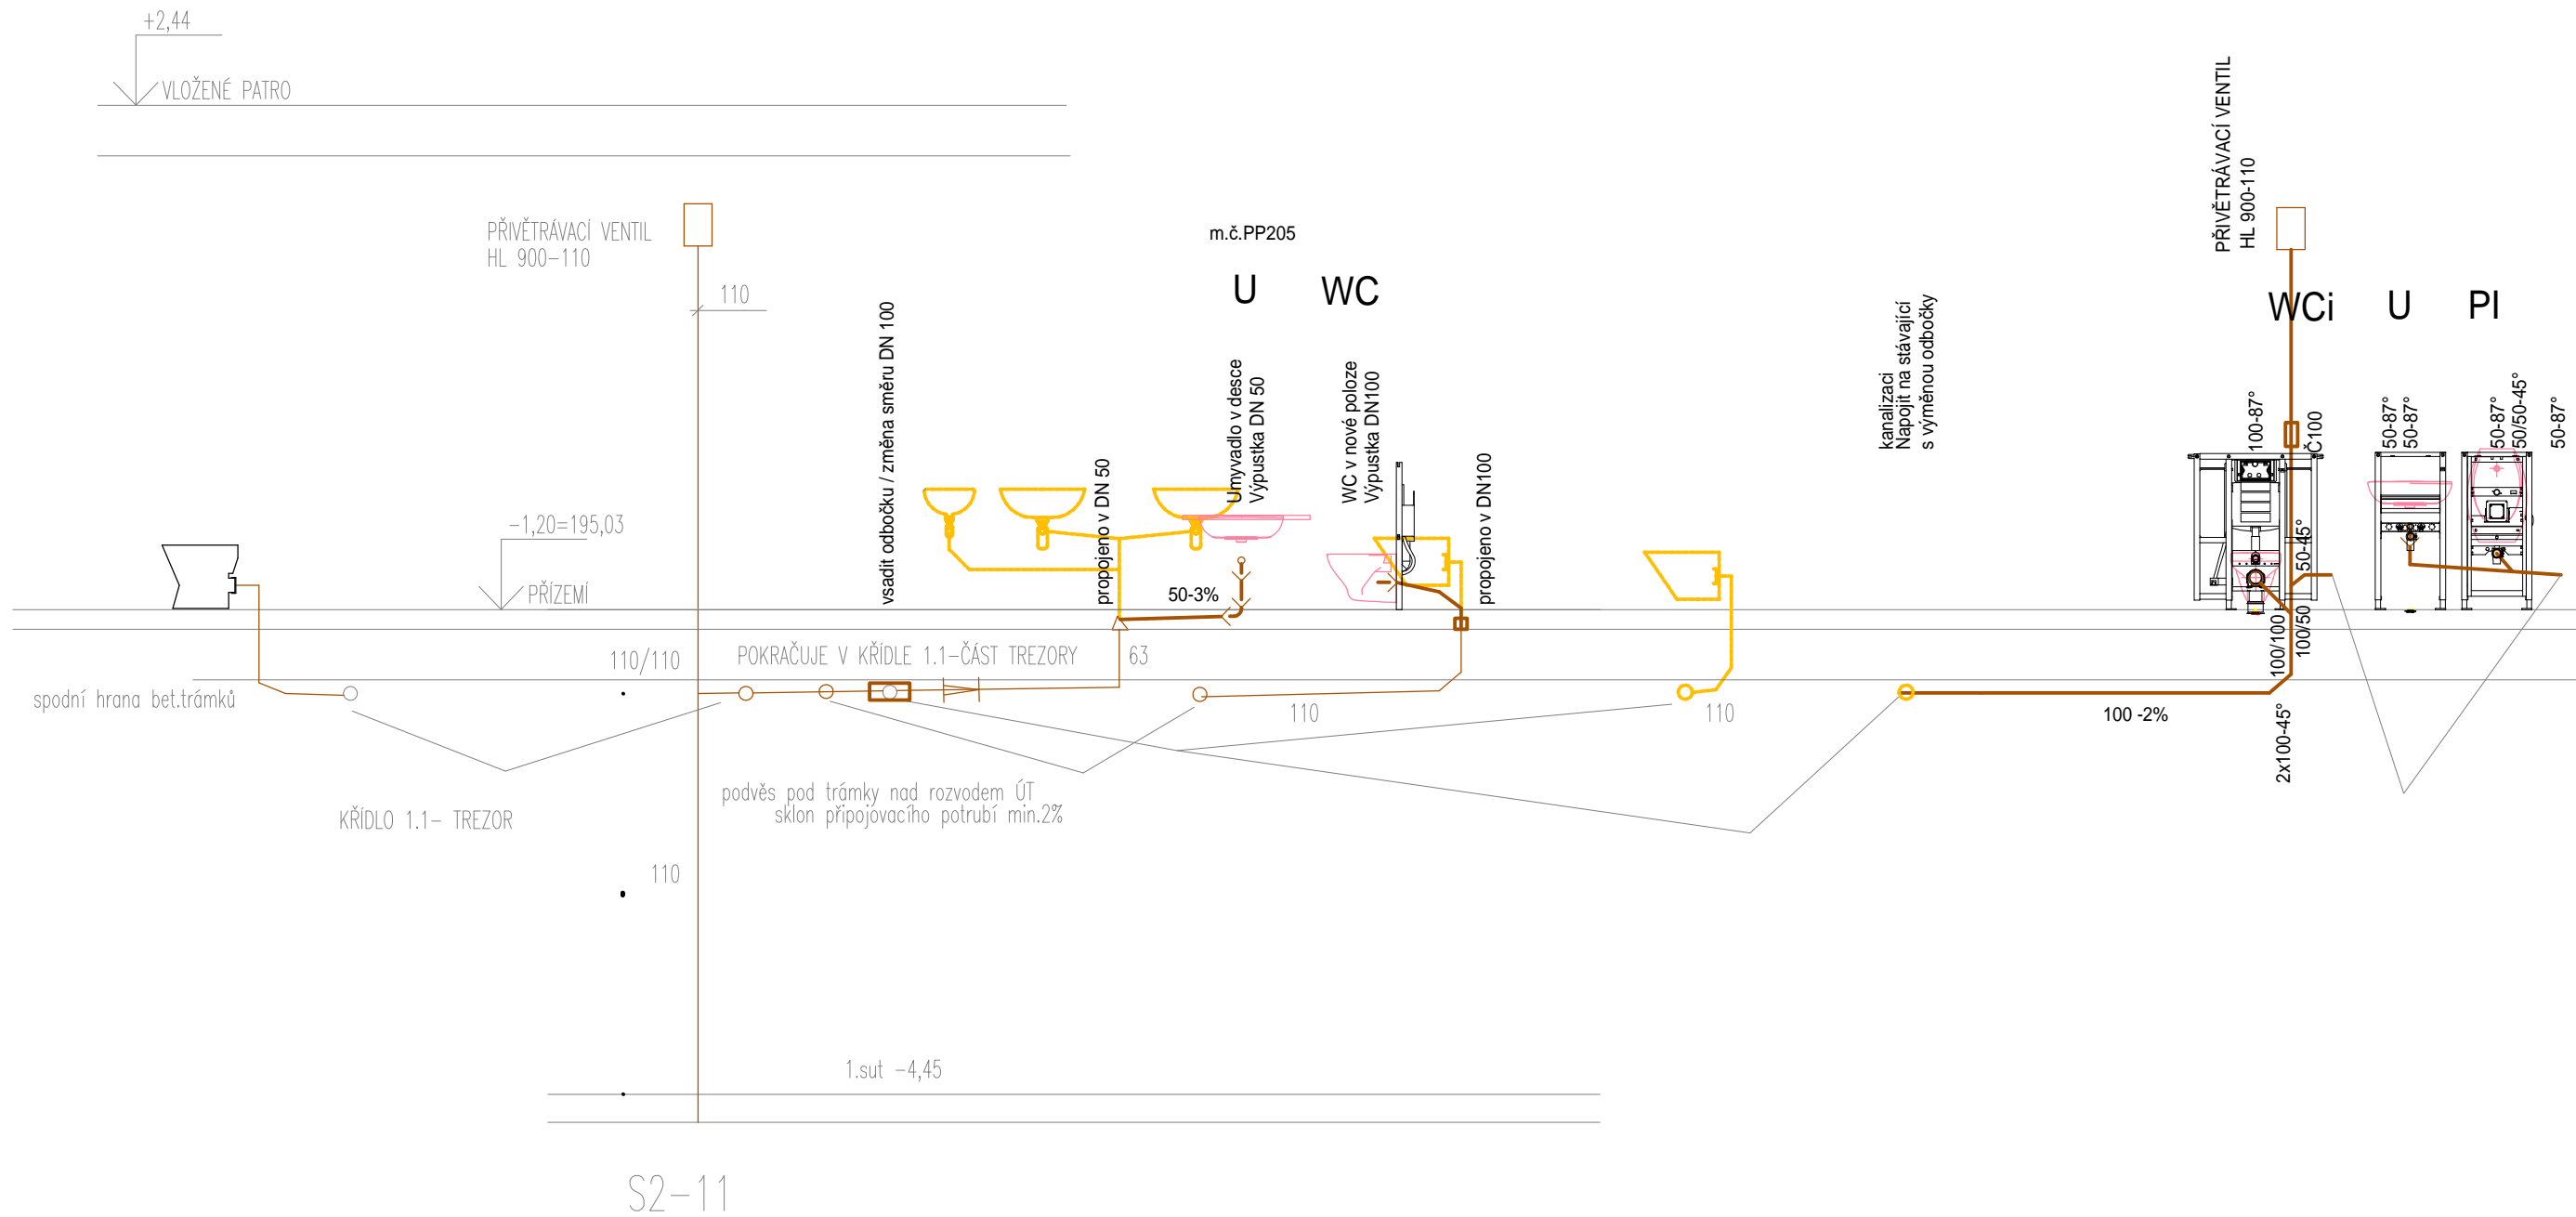 +2,44
VLOŽENÉ PATRO
PŘIVĚTRÁVACÍ VENTIL
HL 900-110
110
m.č.PP205
U
WC
PŘIVĚTRÁVACÍ VENTIL
HL 900-110
WCi
U
PI
vsadit odbočku / změna směru DN 100
propojeno v DN 50
Umyvadlo v desce
Výpustka DN 50
WC v nové poloze
Výpustka DN100
propojeno v DN100
kanalizaci
Napojit na stávající
s výměnou odbočky
100-87°
Č100
50-45°
50-87°
50-87°
50-87°
50/50-45°
50-87°
-1,20=195,03
PŘÍZEMÍ
50-3%
100/100
100/50
110/110
POKRAČUJE V KŘÍDLE 1.1-ČÁST TREZORY
63
spodní hrana bet.trámků
110
110
100 -2%
2x100-45°
podvěs pod trámky nad rozvodem ÚT
sklon připojovacího potrubí min.2%
KŘÍDLO 1.1- TREZOR
110
1.sut -4,45
S2-11